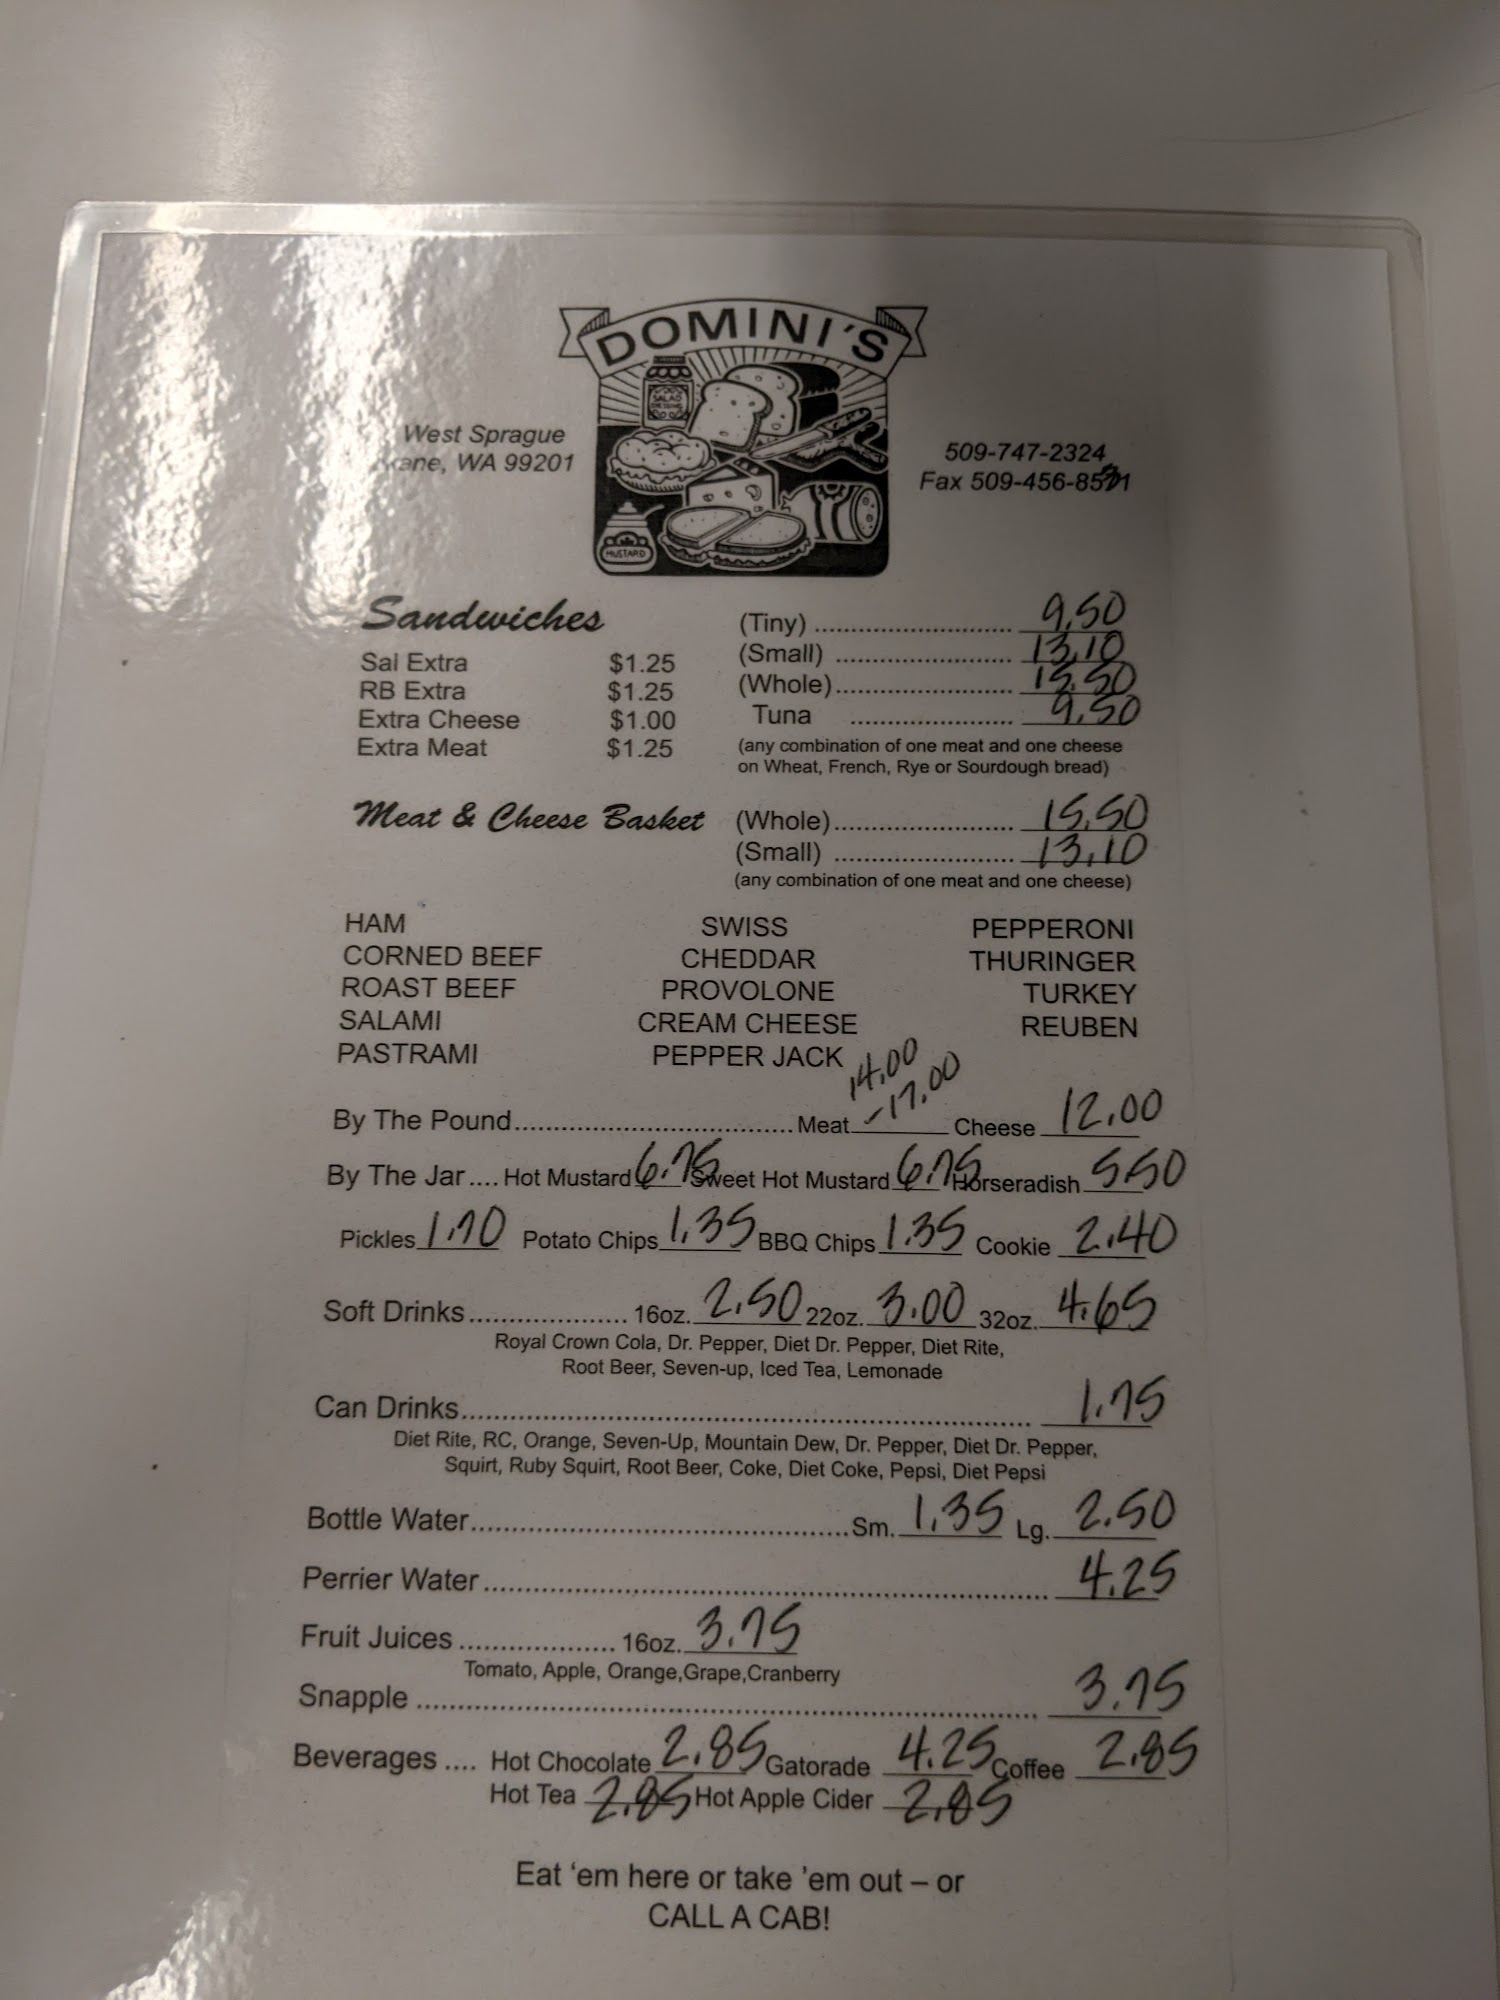 DOMINI'S
SALAD
MUSTARD
West Sprague
ane, WA 99201
509-747-2324
Fax 509-456-85
Sandwiches
Sal Extra $1.25
RB Extra $1.25
Extra Cheese $1.00
Extra Meat $1.25
(Tiny) .............................. 9.50
(Small) ........................... 13.10
(Whole)........................... 15.50
Tuna ......................... 9.50
(any combination of one meat and one cheese
on Wheat, French, Rye or Sourdough bread)
Meat & Cheese Basket (Whole)........................... 15.50
(Small) ........................... 13.10
(any combination of one meat and one cheese)
HAM SWISS PEPPERONI
CORNED BEEF CHEDDAR THURINGER
ROAST BEEF PROVOLONE TURKEY
SALAMI CREAM CHEESE REUBEN
PASTRAMI PEPPER JACK
By The Pound................................... Meat 14.00 - 17.00 Cheese 12.00
By The Jar .... Hot Mustard 6.75 Sweet Hot Mustard 6.75 Horseradish 5.50
Pickles 1.70 Potato Chips 1.35 BBQ Chips 1.35 Cookie 2.40
Soft Drinks.................... 16oz. 2.50 22oz. 3.00 32oz. 4.65
Royal Crown Cola, Dr. Pepper, Diet Dr. Pepper, Diet Rite,
Root Beer, Seven-up, Iced Tea, Lemonade
Can Drinks........................................................................ 1.75
Diet Rite, RC, Orange, Seven-Up, Mountain Dew, Dr. Pepper, Diet Dr. Pepper,
Squirt, Ruby Squirt, Root Beer, Coke, Diet Coke, Pepsi, Diet Pepsi
Bottle Water................................................Sm. 1.35 Lg. 2.50
Perrier Water....................................................................... 4.25
Fruit Juices .................... 16oz. 3.75
Tomato, Apple, Orange,Grape,Cranberry
Snapple .............................................................................. 3.75
Beverages .... Hot Chocolate 2.85 Gatorade 4.25 Coffee 2.85
Hot Tea 2.85 Hot Apple Cider 2.85
Eat 'em here or take 'em out – or
CALL A CAB!